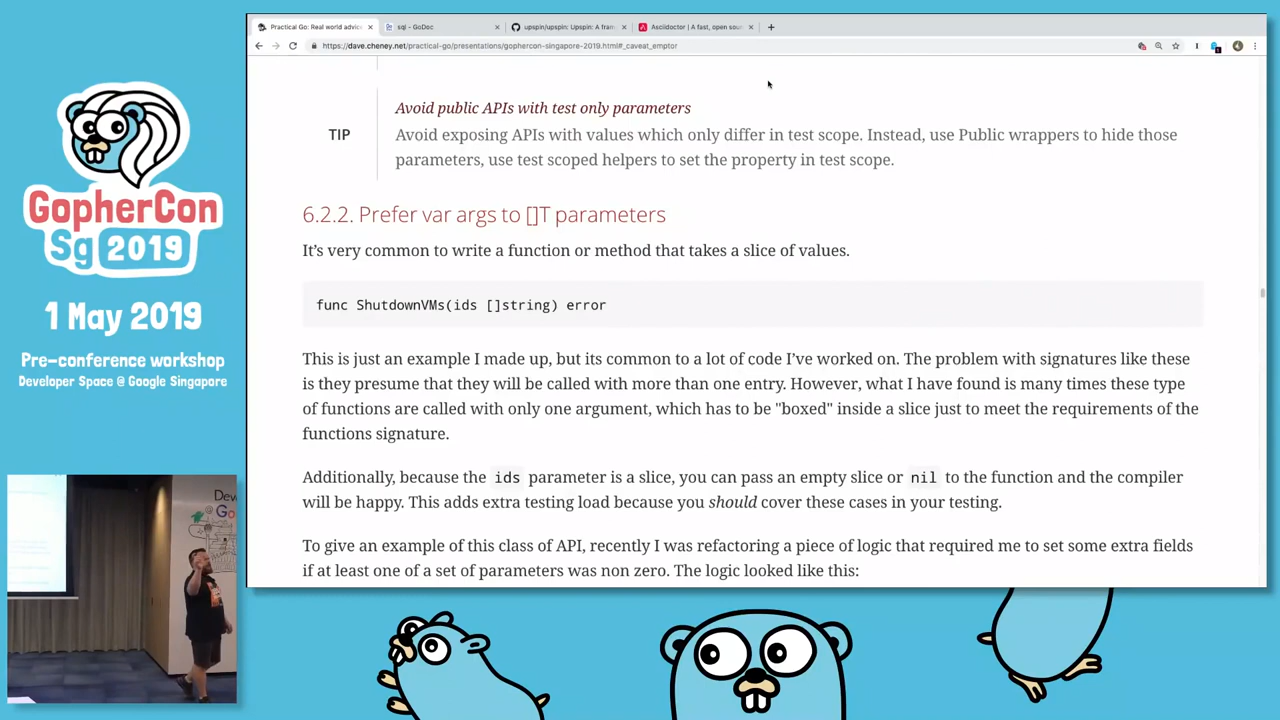 Practical Go: Real world advice
sql - GoDoc
upspin/upspin: Upspin: A fram
Asciidoctor | A fast, open sou
https://dave.cheney.net/practical-go/presentations/gophercon-singapore-2019.html#_caveat_emptor
Avoid public APIs with test only parameters
TIP
Avoid exposing APIs with values which only differ in test scope. Instead, use Public wrappers to hide those
parameters, use test scoped helpers to set the property in test scope.
6.2.2. Prefer var args to []T parameters
It's very common to write a function or method that takes a slice of values.
func ShutdownVMs(ids []string) error
This is just an example I made up, but its common to a lot of code I've worked on. The problem with signatures like these
is they presume that they will be called with more than one entry. However, what I have found is many times these type
of functions are called with only one argument, which has to be "boxed" inside a slice just to meet the requirements of the
functions signature.
Additionally, because the ids parameter is a slice, you can pass an empty slice or nil to the function and the compiler
will be happy. This adds extra testing load because you should cover these cases in your testing.
To give an example of this class of API, recently I was refactoring a piece of logic that required me to set some extra fields
if at least one of a set of parameters was non zero. The logic looked like this:
GopherCon
Sg 2019
1 May 2019
Pre-conference workshop
Developer Space @ Google Singapore